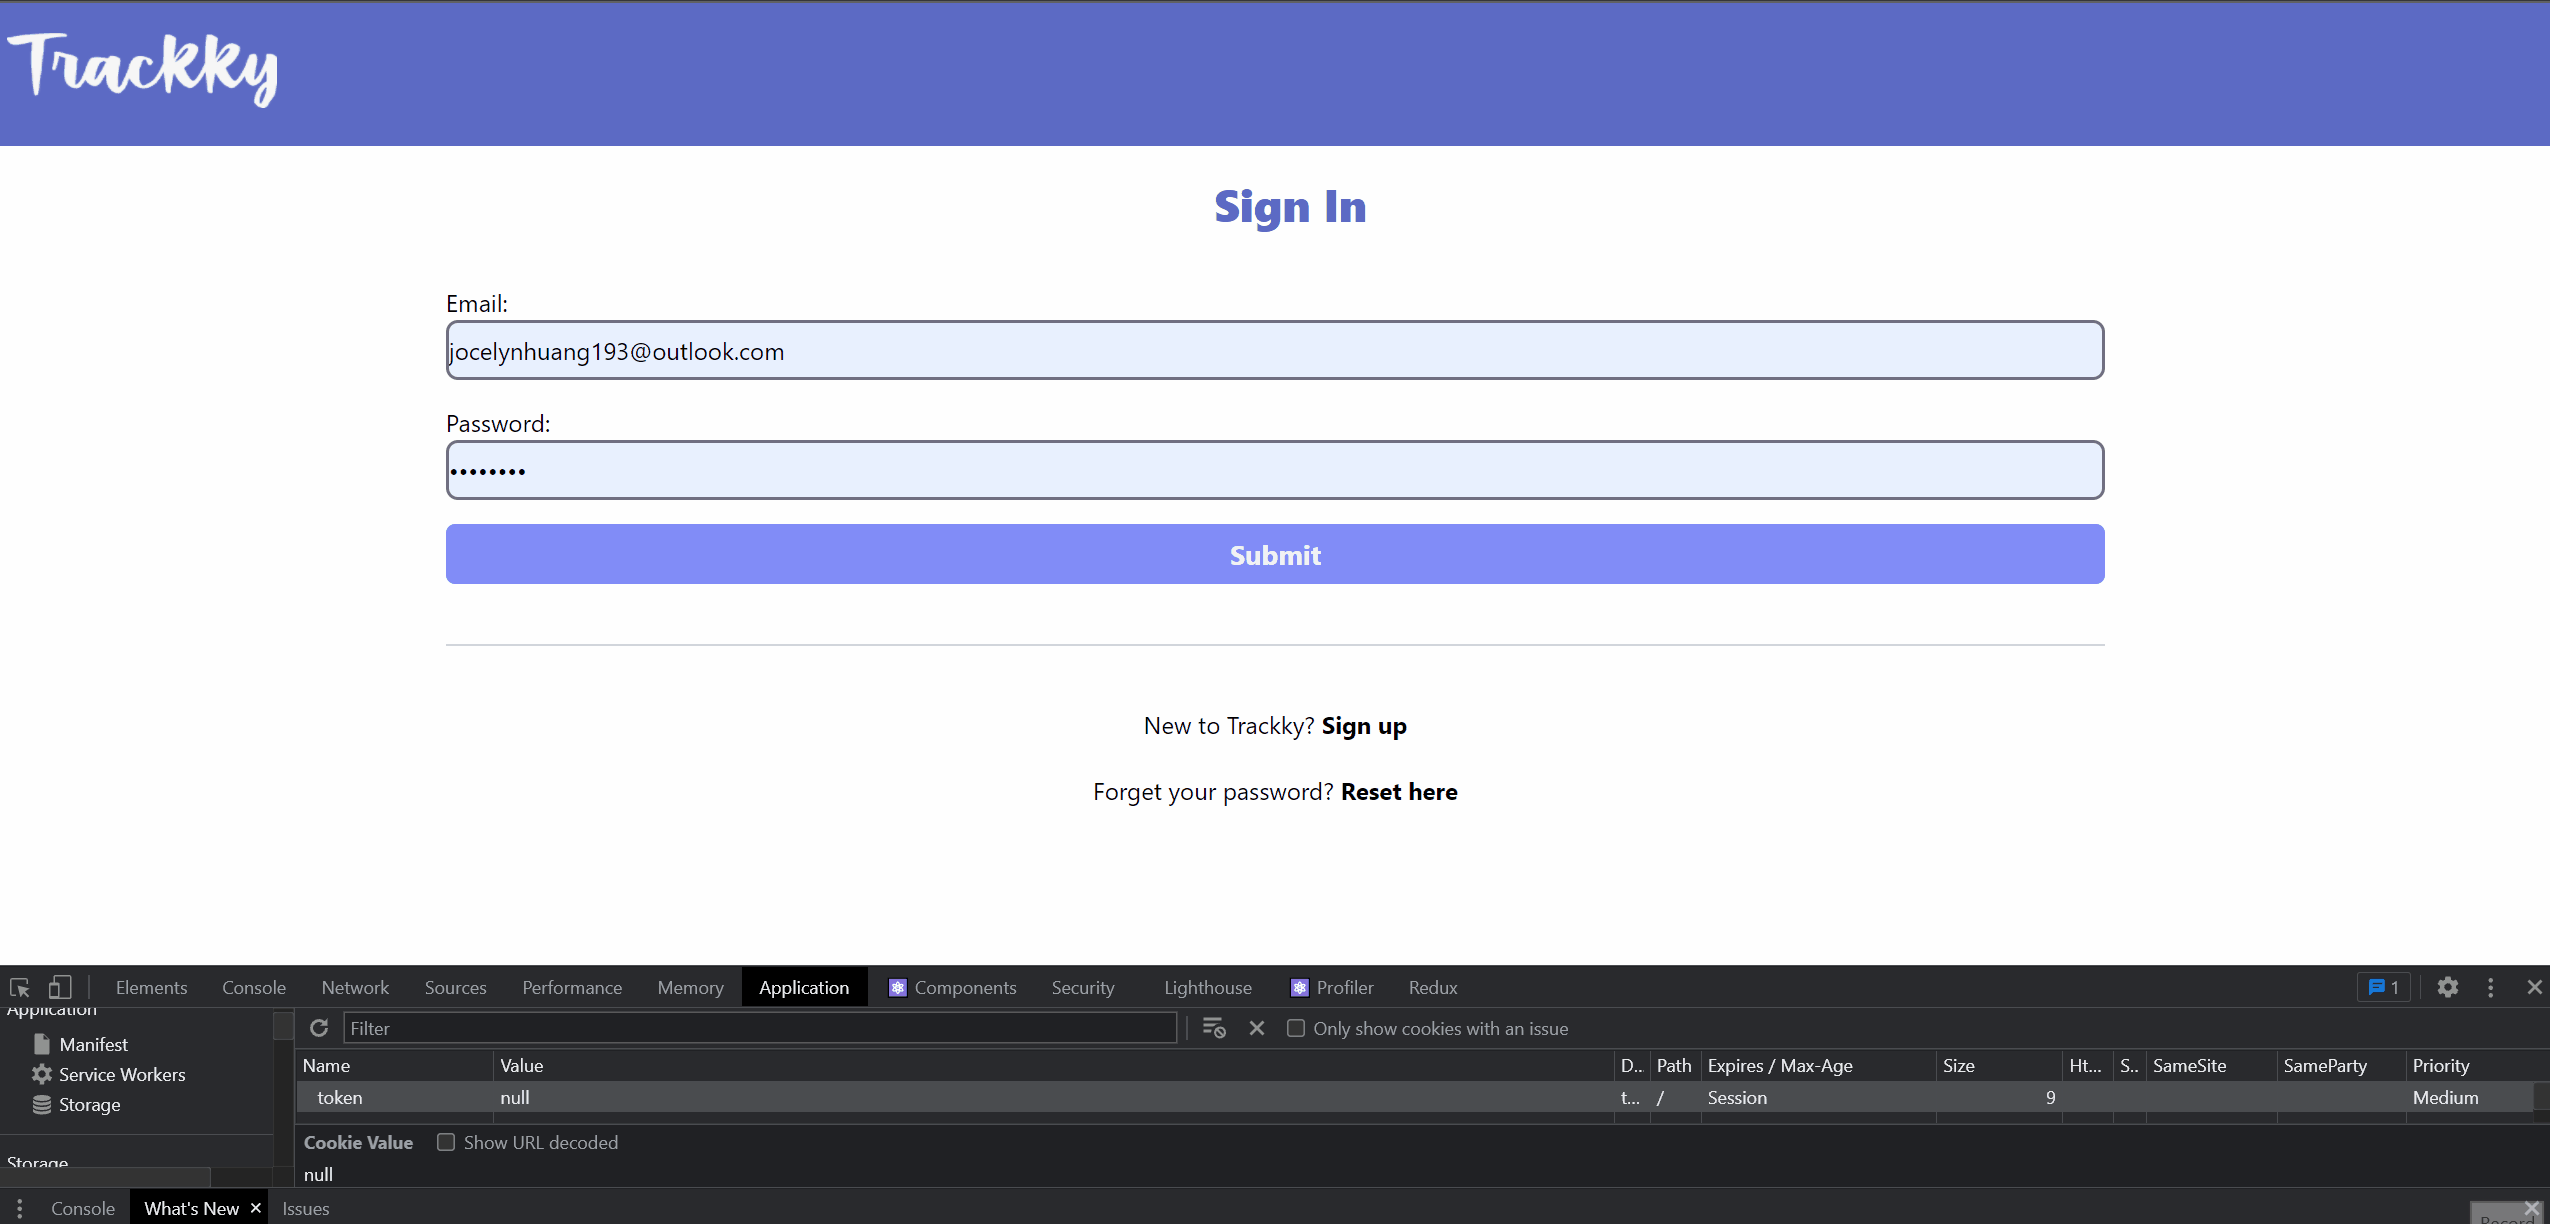 Trackky
Sign In
Email:
jocelynhuang193@outlook.com
Password:
••••••••
Submit
New to Trackky? Sign up
Forget your password? Reset here
Elements Console Network Sources Performance Memory Application Components Security Lighthouse Profiler Redux 1
Application
Filter Only show cookies with an issue
Manifest
Service Workers
Storage
Name Value D... Path Expires / Max-Age Size Ht... S.. SameSite SameParty Priority
token null t... / Session 9 Medium
Cookie Value Show URL decoded
Storage
null
Console What's New Issues
Record